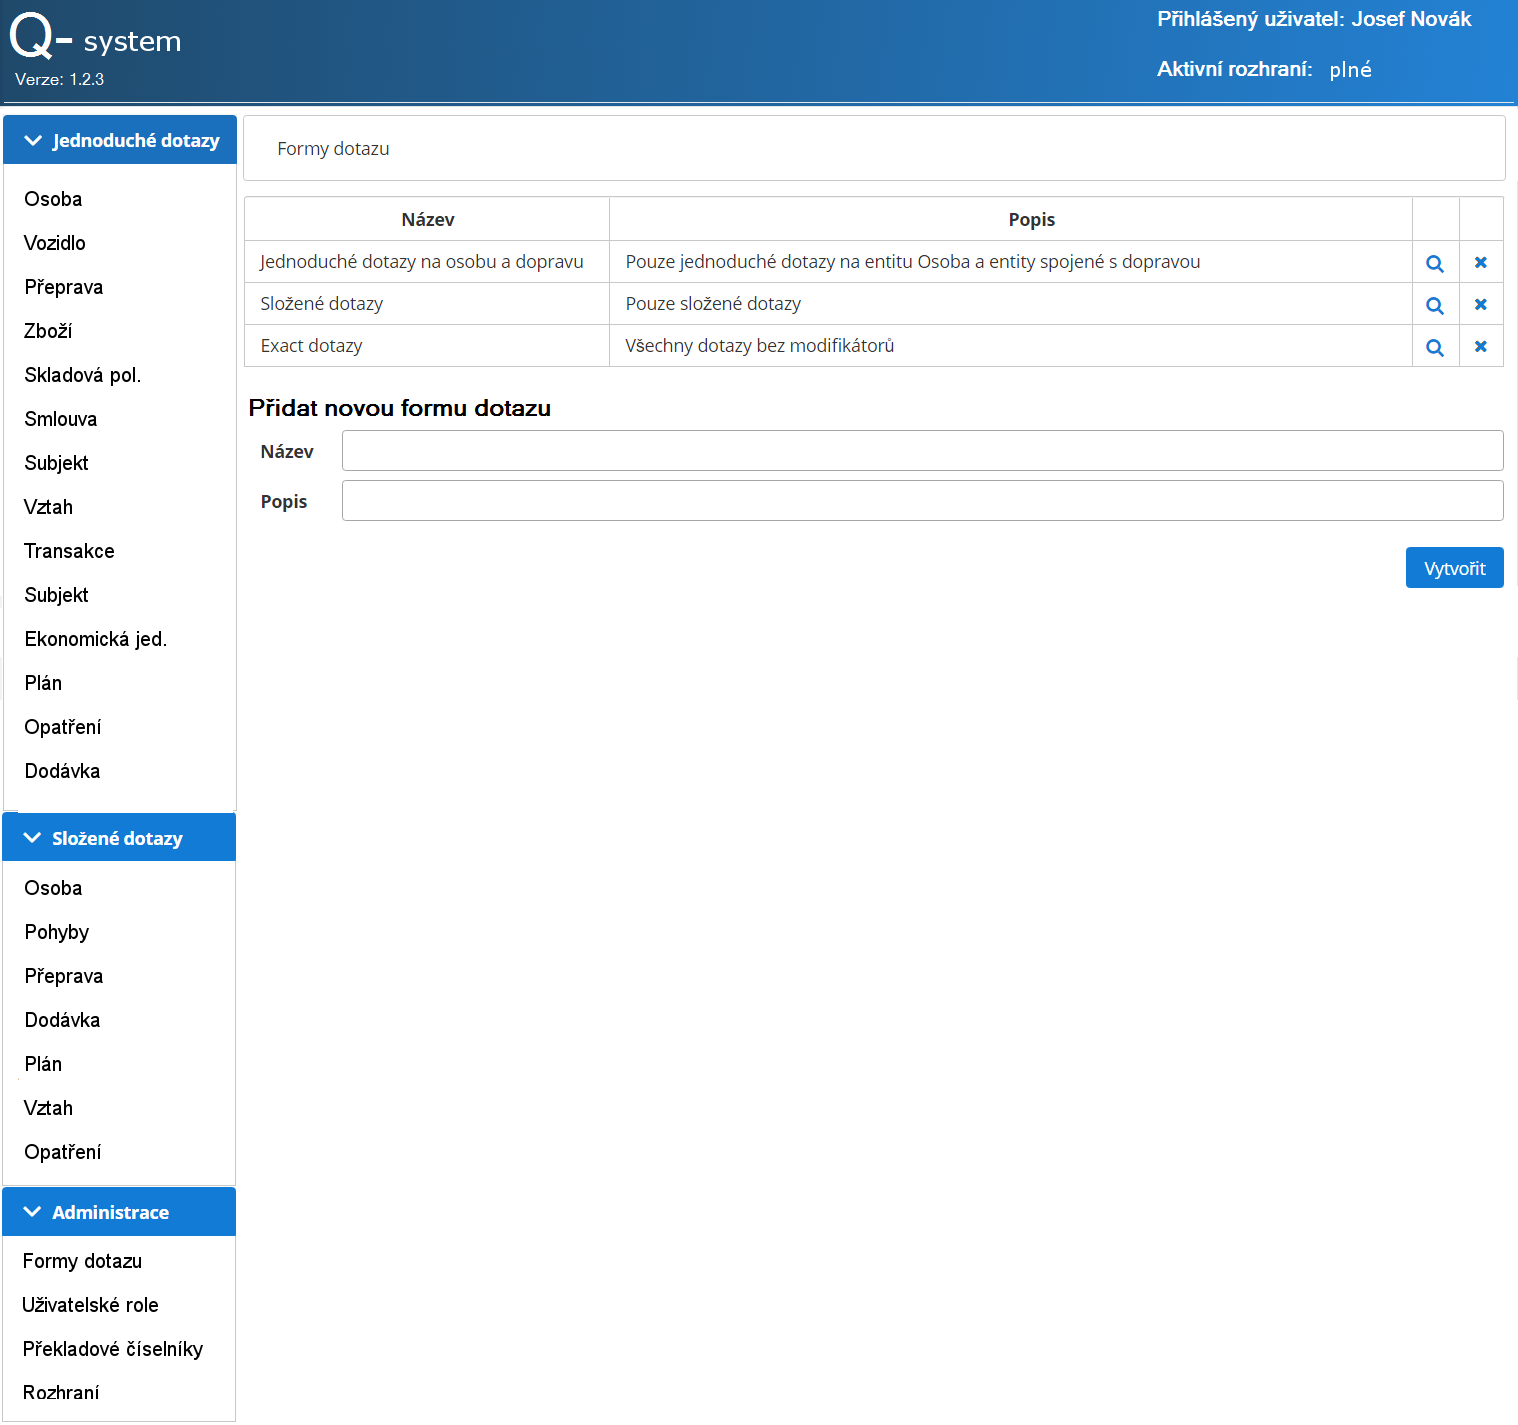 Q- system
Verze: 1.2.3
Přihlášený uživatel: Josef Novák
Aktivní rozhraní: plné
Jednoduché dotazy
Osoba
Vozidlo
Přeprava
Zboží
Skladová pol.
Smlouva
Subjekt
Vztah
Transakce
Subjekt
Ekonomická jed.
Plán
Opatření
Dodávka
Složené dotazy
Osoba
Pohyby
Přeprava
Dodávka
Plán
Vztah
Opatření
Administrace
Formy dotazu
Uživatelské role
Překladové číselníky
Rozhraní
Formy dotazu
Název Popis
Jednoduché dotazy na osobu a dopravu Pouze jednoduché dotazy na entitu Osoba a entity spojené s dopravou
Složené dotazy Pouze složené dotazy
Exact dotazy Všechny dotazy bez modifikátorů
Přidat novou formu dotazu
Název
Popis
Vytvořit